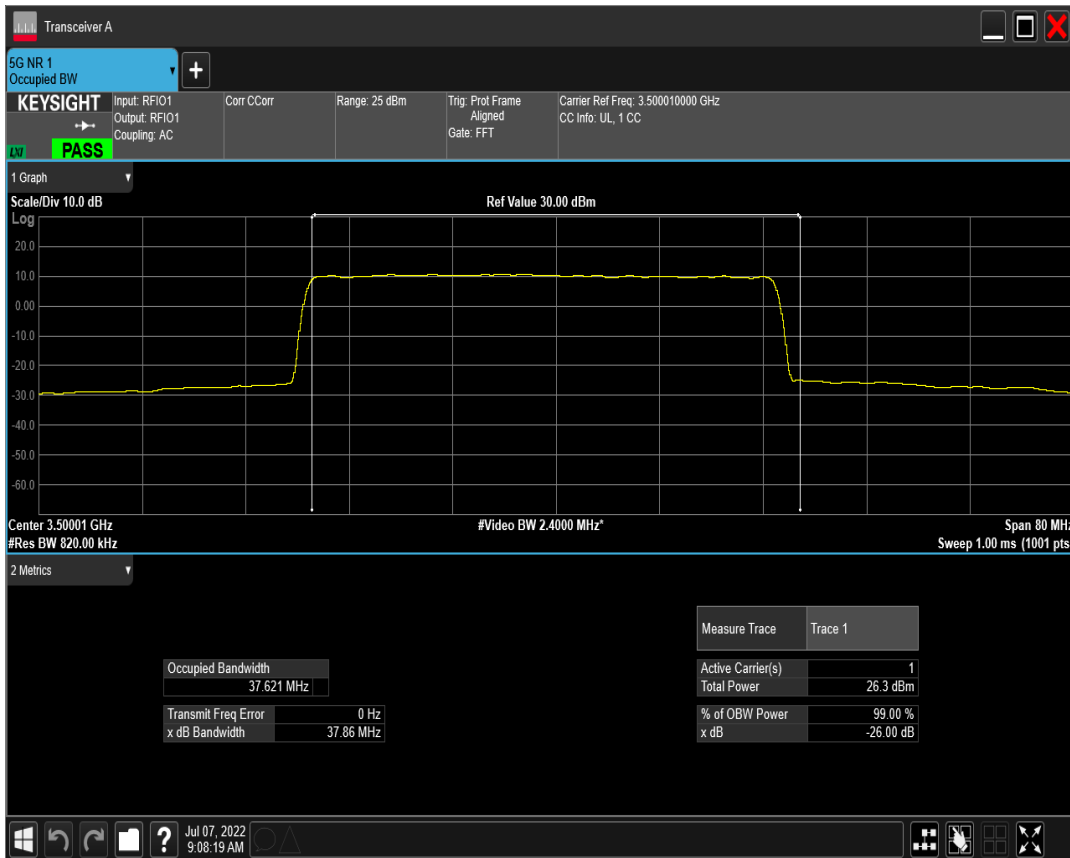 Transceiver A
5G NR 1
Occupied BW
KEYSIGHT
LXI
PASS
Input: RFIO1
Output: RFIO1
Coupling: AC
Corr CCorr
Range: 25 dBm
Trig: Prot Frame
Aligned
Gate: FFT
Carrier Ref Freq: 3.500010000 GHz
CC Info: UL, 1 CC
1 Graph
Scale/Div 10.0 dB
Ref Value 30.00 dBm
Log
20.0
10.0
0.00
-10.0
-20.0
-30.0
-40.0
-50.0
-60.0
Center 3.50001 GHz
#Video BW 2.4000 MHz*
Span 80 MHz
#Res BW 820.00 kHz
Sweep 1.00 ms (1001 pts
2 Metrics
Measure Trace Trace 1
Occupied Bandwidth
37.621 MHz
Active Carrier(s) 1
Total Power 26.3 dBm
Transmit Freq Error 0 Hz
x dB Bandwidth 37.86 MHz
% of OBW Power 99.00 %
x dB -26.00 dB
Jul 07, 2022
9:08:19 AM